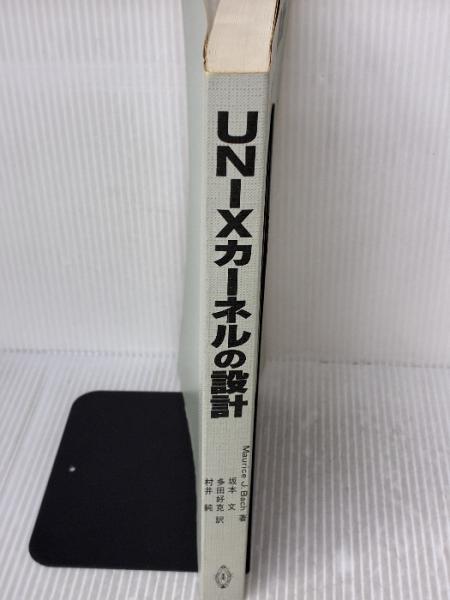 UNIXカーネルの設計
Maurice J. Bach 著
坂本 文
多田好克 訳
村井 純